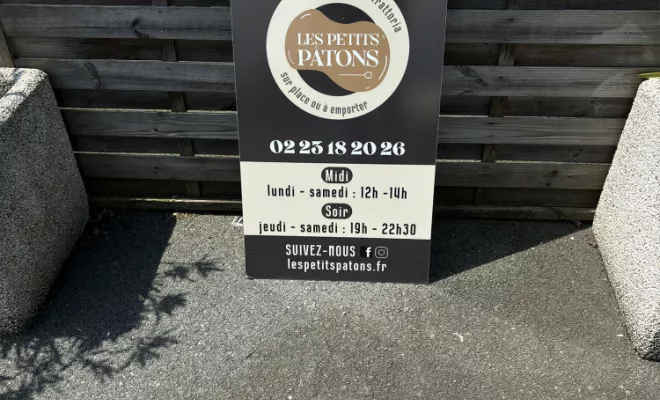 trattoria
LES PETITS
PATONS
sur place ou à emporter
02 23 18 20 26
Midi
lundi - samedi : 12h -14h
Soir
jeudi - samedi : 19h - 22h30
SUIVEZ-NOUS f
lespetitspatons.fr